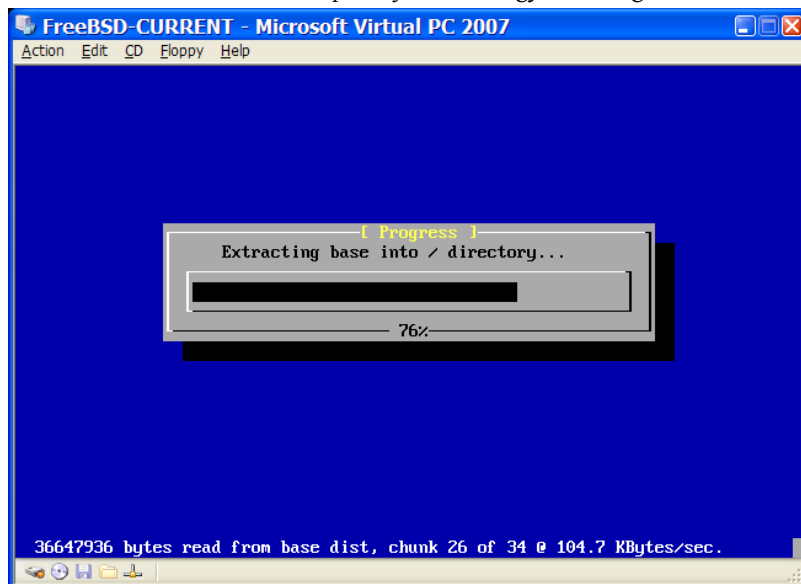 FreeBSD-CURRENT - Microsoft Virtual PC 2007
Action Edit CD Floppy Help
[ Progress ]
Extracting base into / directory...
76%
36647936 bytes read from base dist, chunk 26 of 34 @ 104.7 KBytes/sec.